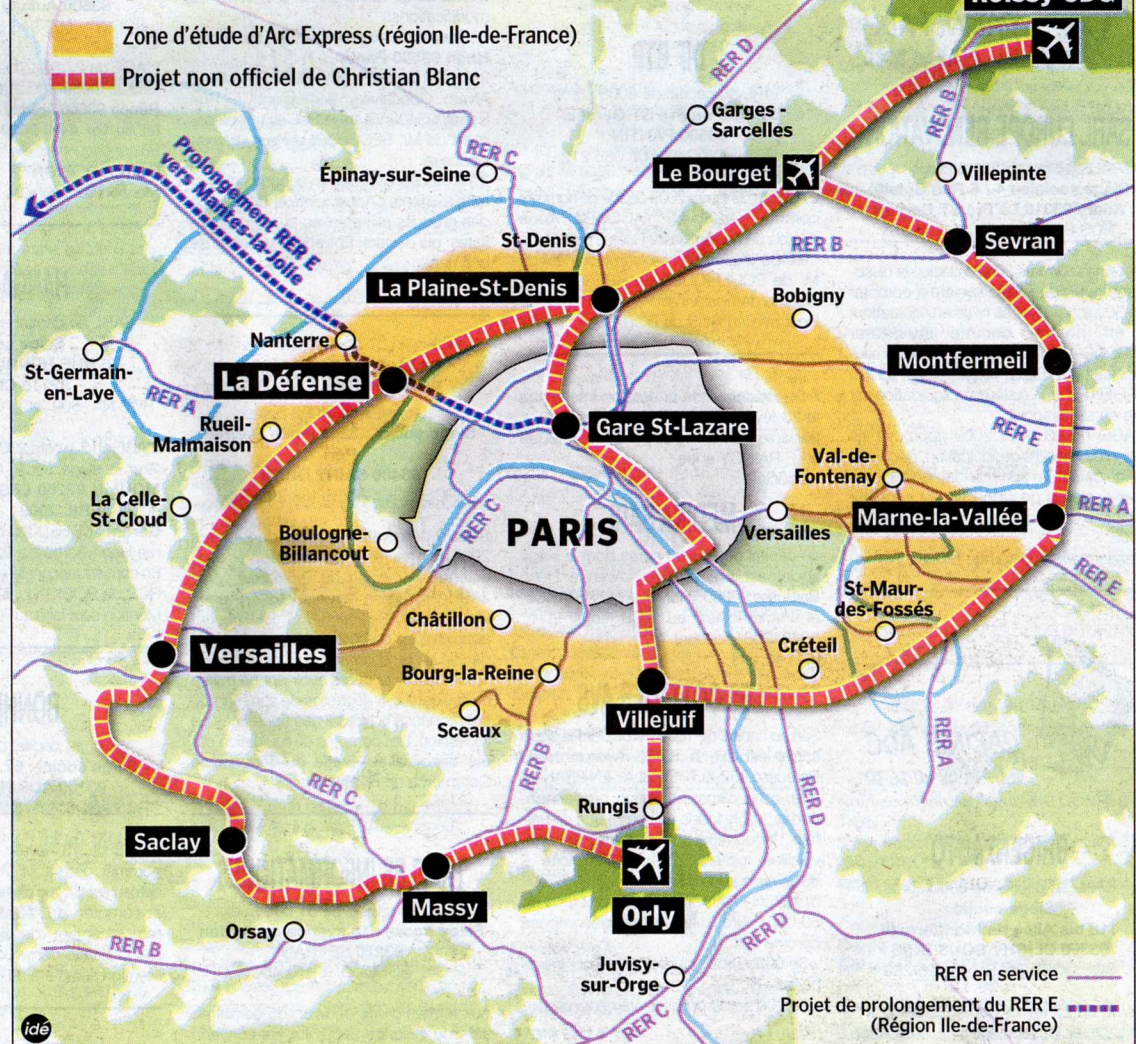 Roissy CDG
Zone d'étude d'Arc Express (région Ile-de-France)
Projet non officiel de Christian Blanc
RER D
RER B
Garges -
Sarcelles
RER C
Épinay-sur-Seine
Prolongement RER E
vers Mantes-la-Jolie
Le Bourget
Villepinte
St-Denis
RER B
Sevran
La Plaine-St-Denis
Bobigny
Nanterre
St-Germain-
en-Laye
La Défense
Montfermeil
RER A
Rueil-
Malmaison
Gare St-Lazare
RER E
Val-de-
Fontenay
La Celle-
St-Cloud
RER C
PARIS
Versailles
Marne-la-Vallée
RER A
Boulogne-
Billancout
RER E
St-Maur-
des-Fossés
Châtillon
Créteil
Versailles
Bourg-la-Reine
Villejuif
Sceaux
RER A
RER B
RER C
RER D
Rungis
Saclay
Massy
Orly
Orsay
RER B
RER D
Juvisy-
sur-Orge
RER C
RER en service
Projet de prolongement du RER E
(Région Ile-de-France)
idé